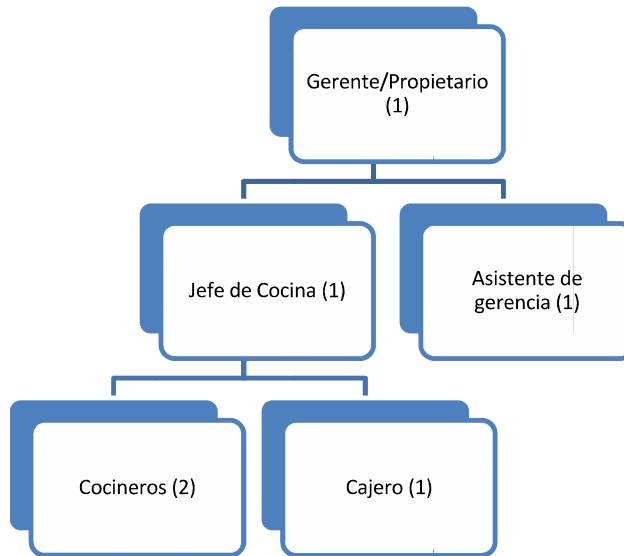 Gerente/Propietario
(1)
Jefe de Cocina (1)
Asistente de
gerencia (1)
Cocineros (2)
Cajero (1)